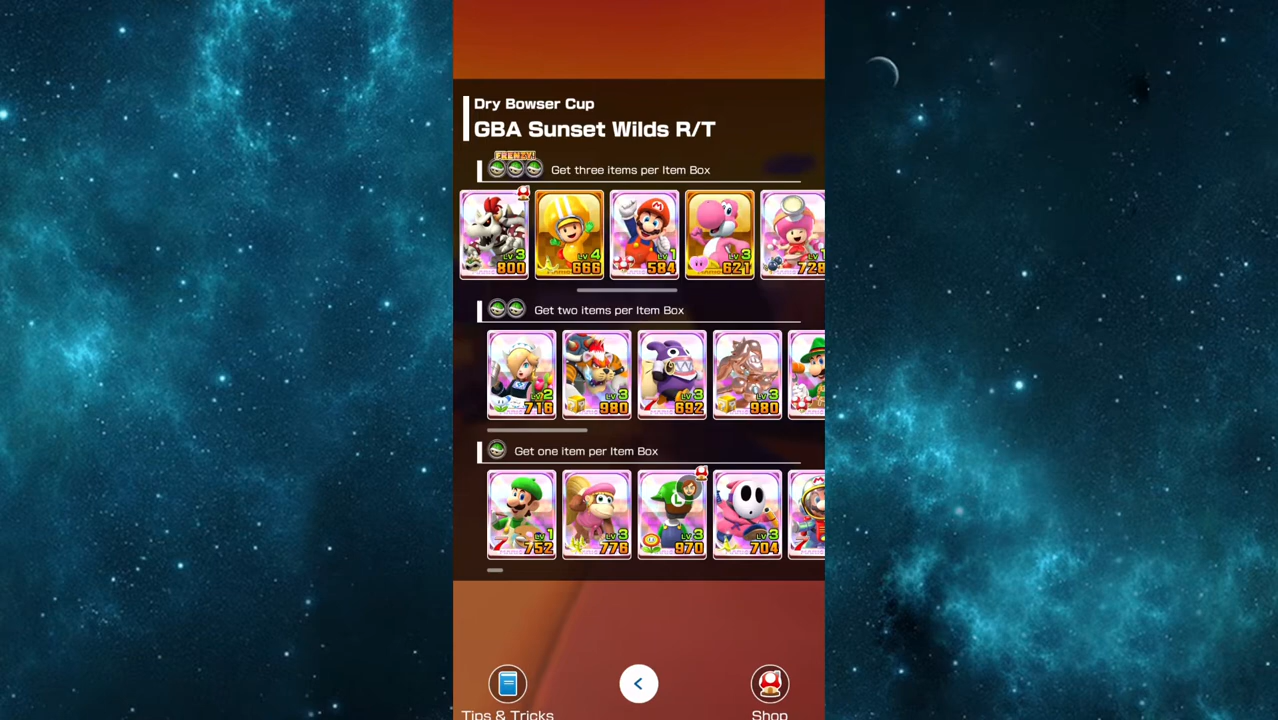 Dry Bowser Cup
GBA Sunset Wilds R/T
FRENZY!
Get three items per Item Box
LV 3 800
LV 4 666
LV 1 584
LV 3 621
LV 1 728
Get two items per Item Box
LV 2 716
LV 3 980
LV 3 692
LV 3 980
Get one item per Item Box
LV 1 752
LV 3 776
L
LV 3 970
LV 3 704
Tips & Tricks
Shop